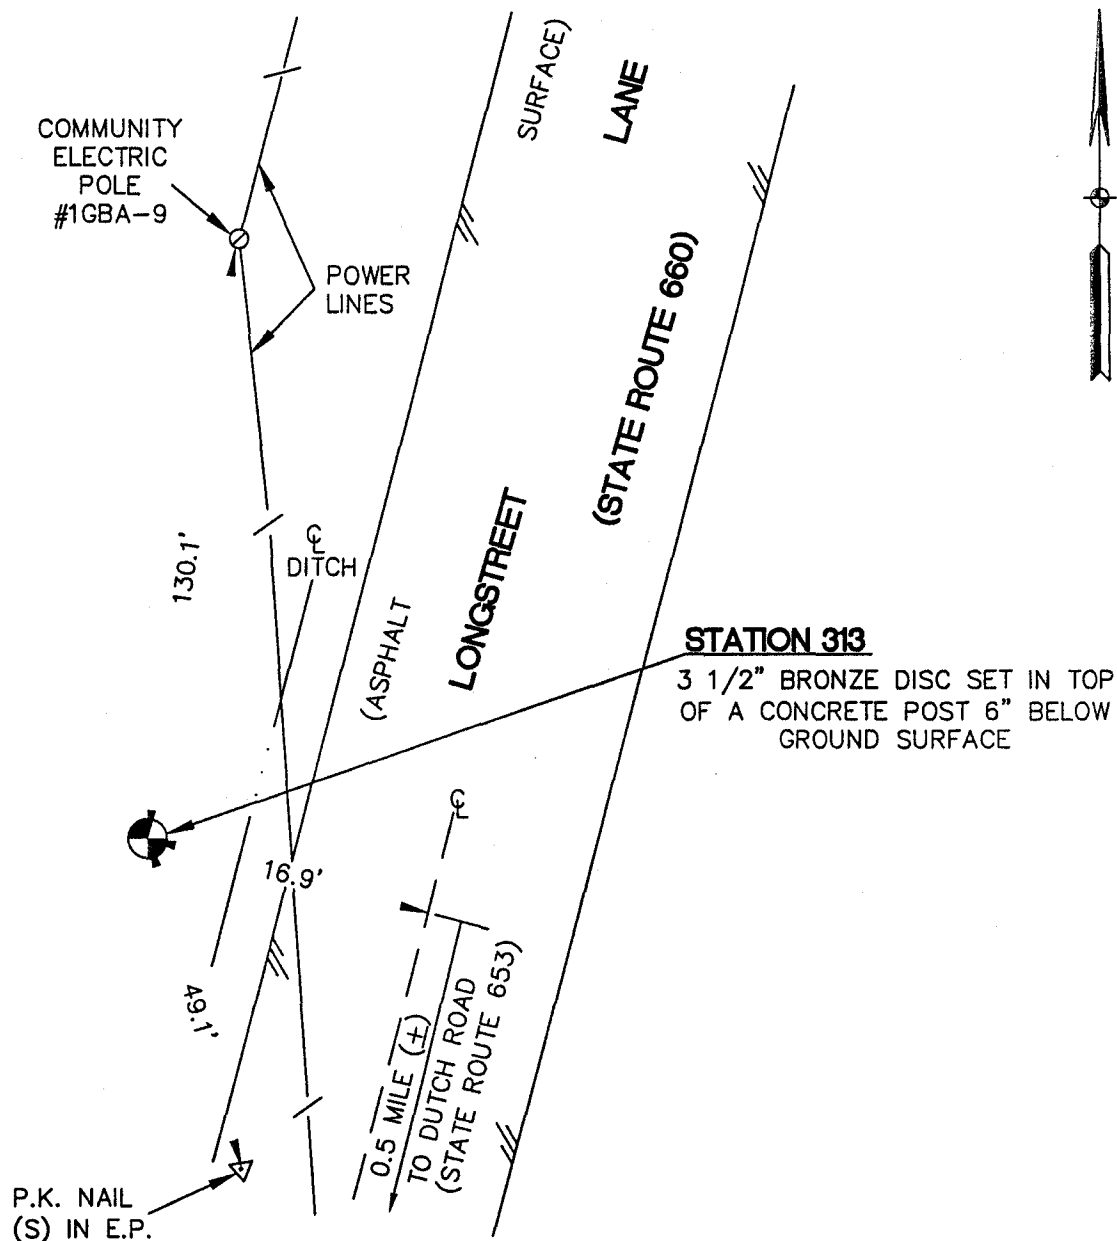 COMMUNITY
ELECTRIC
POLE
#1GBA-9
POWER
LINES
SURFACE)
LANE
(STATE ROUTE 660)
130.1'
℄
DITCH
(ASPHALT
LONGSTREET
STATION 313
3 1/2" BRONZE DISC SET IN TOP
OF A CONCRETE POST 6" BELOW
GROUND SURFACE
℄
16.9'
49.1'
0.5 MILE (±)
TO DUTCH ROAD
(STATE ROUTE 653)
P.K. NAIL
(S) IN E.P.